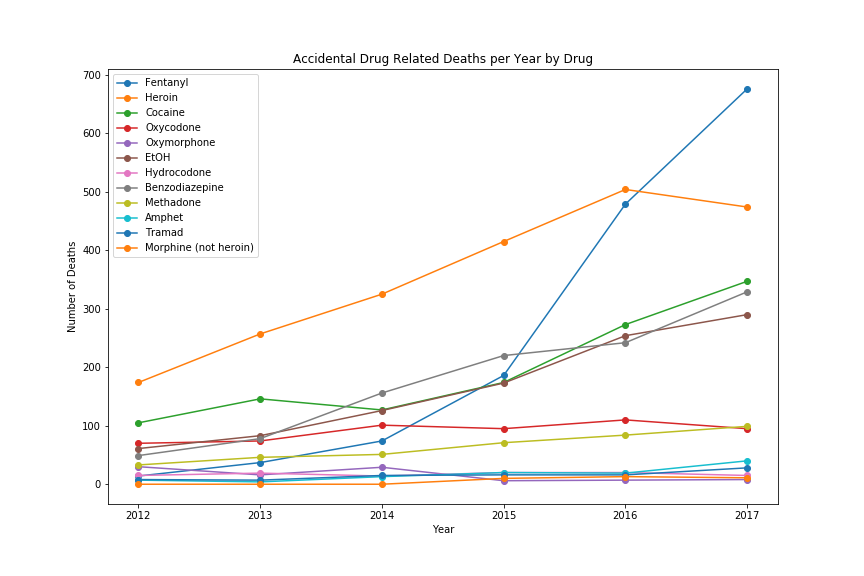 Accidental Drug Related Deaths per Year by Drug
700
600
500
400
300
200
100
0
Number of Deaths
Fentanyl
Heroin
Cocaine
Oxycodone
Oxymorphone
EtOH
Hydrocodone
Benzodiazepine
Methadone
Amphet
Tramad
Morphine (not heroin)
2012 2013 2014 2015 2016 2017
Year